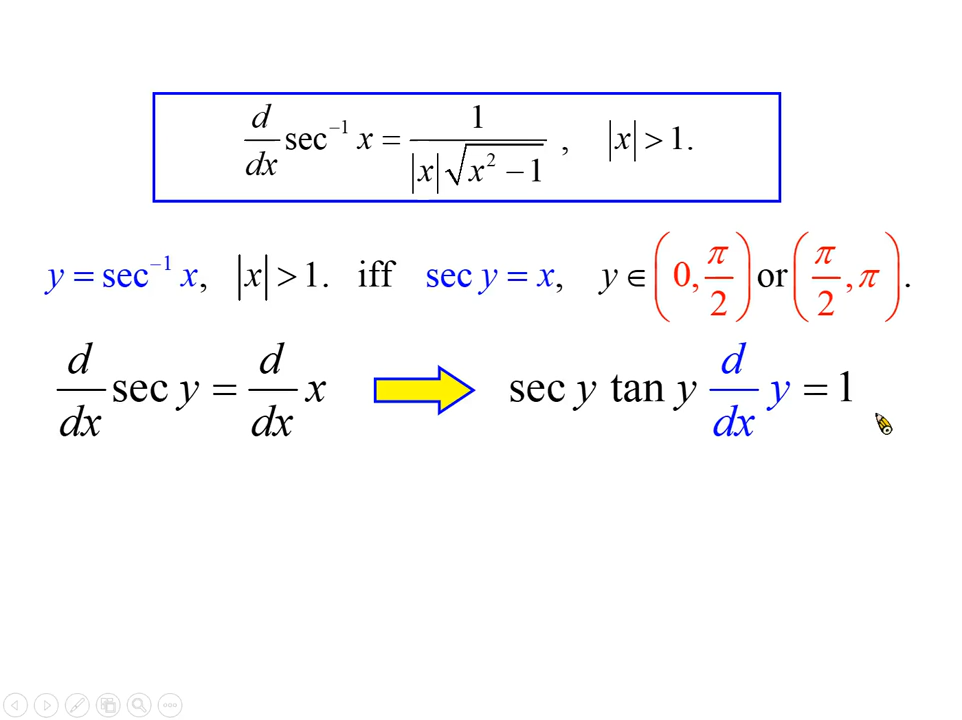 d/dx sec⁻¹ x = 1/(|x|√(x² − 1)) , |x| > 1.
y = sec⁻¹ x, |x| > 1. iff sec y = x, y ∈ (0, π/2) or (π/2, π).
d/dx sec y = d/dx x sec y tan y d/dx y = 1